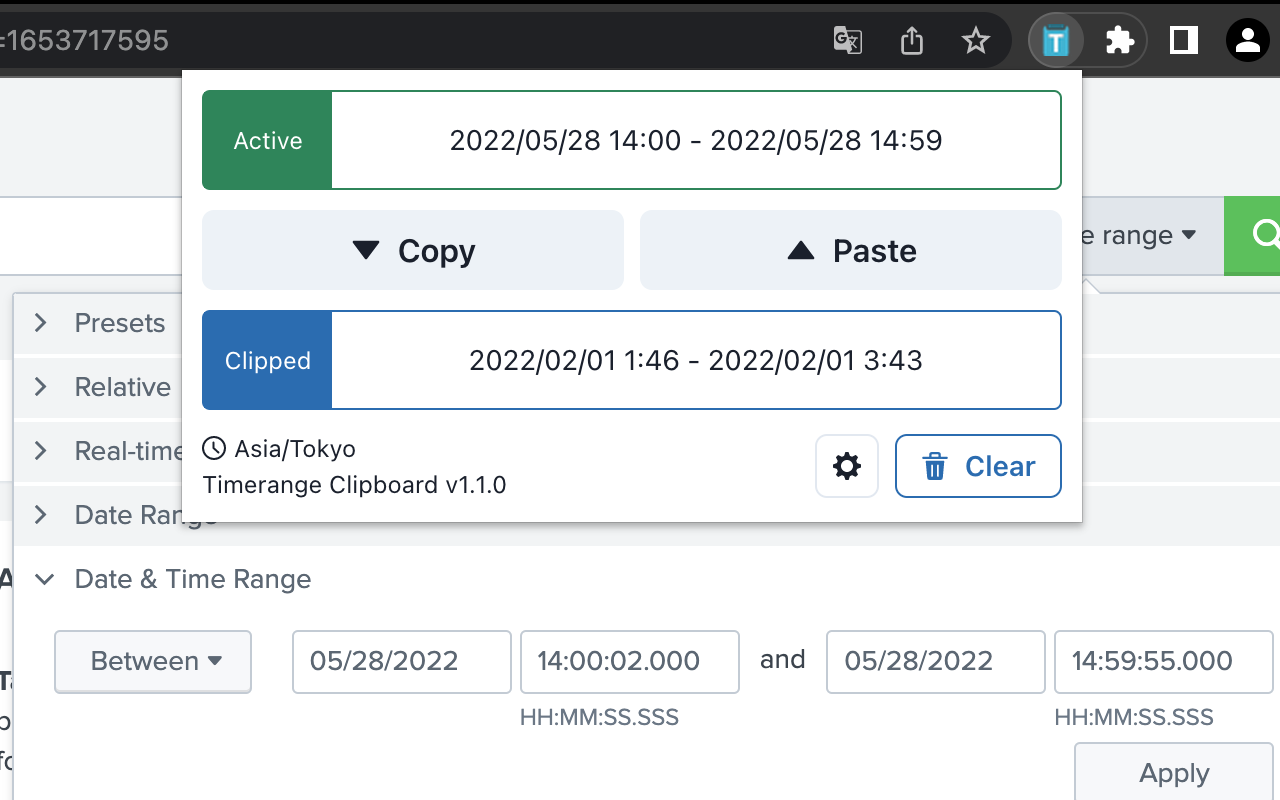 =1653717595
Active
2022/05/28 14:00 - 2022/05/28 14:59
Copy
Paste
e range
Clipped
2022/02/01 1:46 - 2022/02/01 3:43
Asia/Tokyo
Timerange Clipboard v1.1.0
Clear
Presets
Relative
Real-time
Date Range
Date & Time Range
Between
05/28/2022
14:00:02.000
and
05/28/2022
14:59:55.000
HH:MM:SS.SSS
HH:MM:SS.SSS
Apply